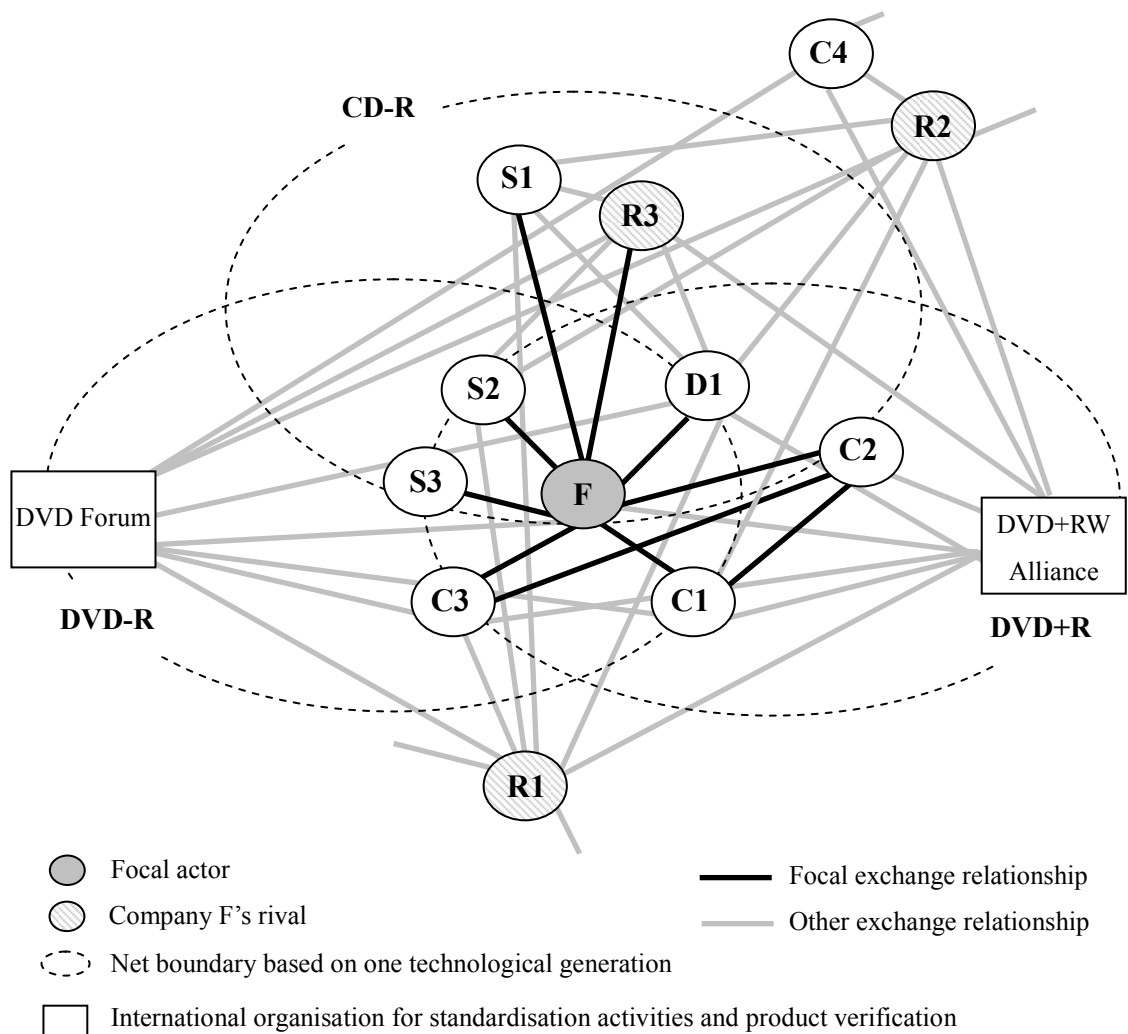 C4
CD-R
R2
S1
R3
S2
D1
C2
S3
F
DVD Forum
DVD+RW
Alliance
C3
C1
DVD-R
DVD+R
R1
Focal actor
Focal exchange relationship
Company F's rival
Other exchange relationship
Net boundary based on one technological generation
International organisation for standardisation activities and product verification